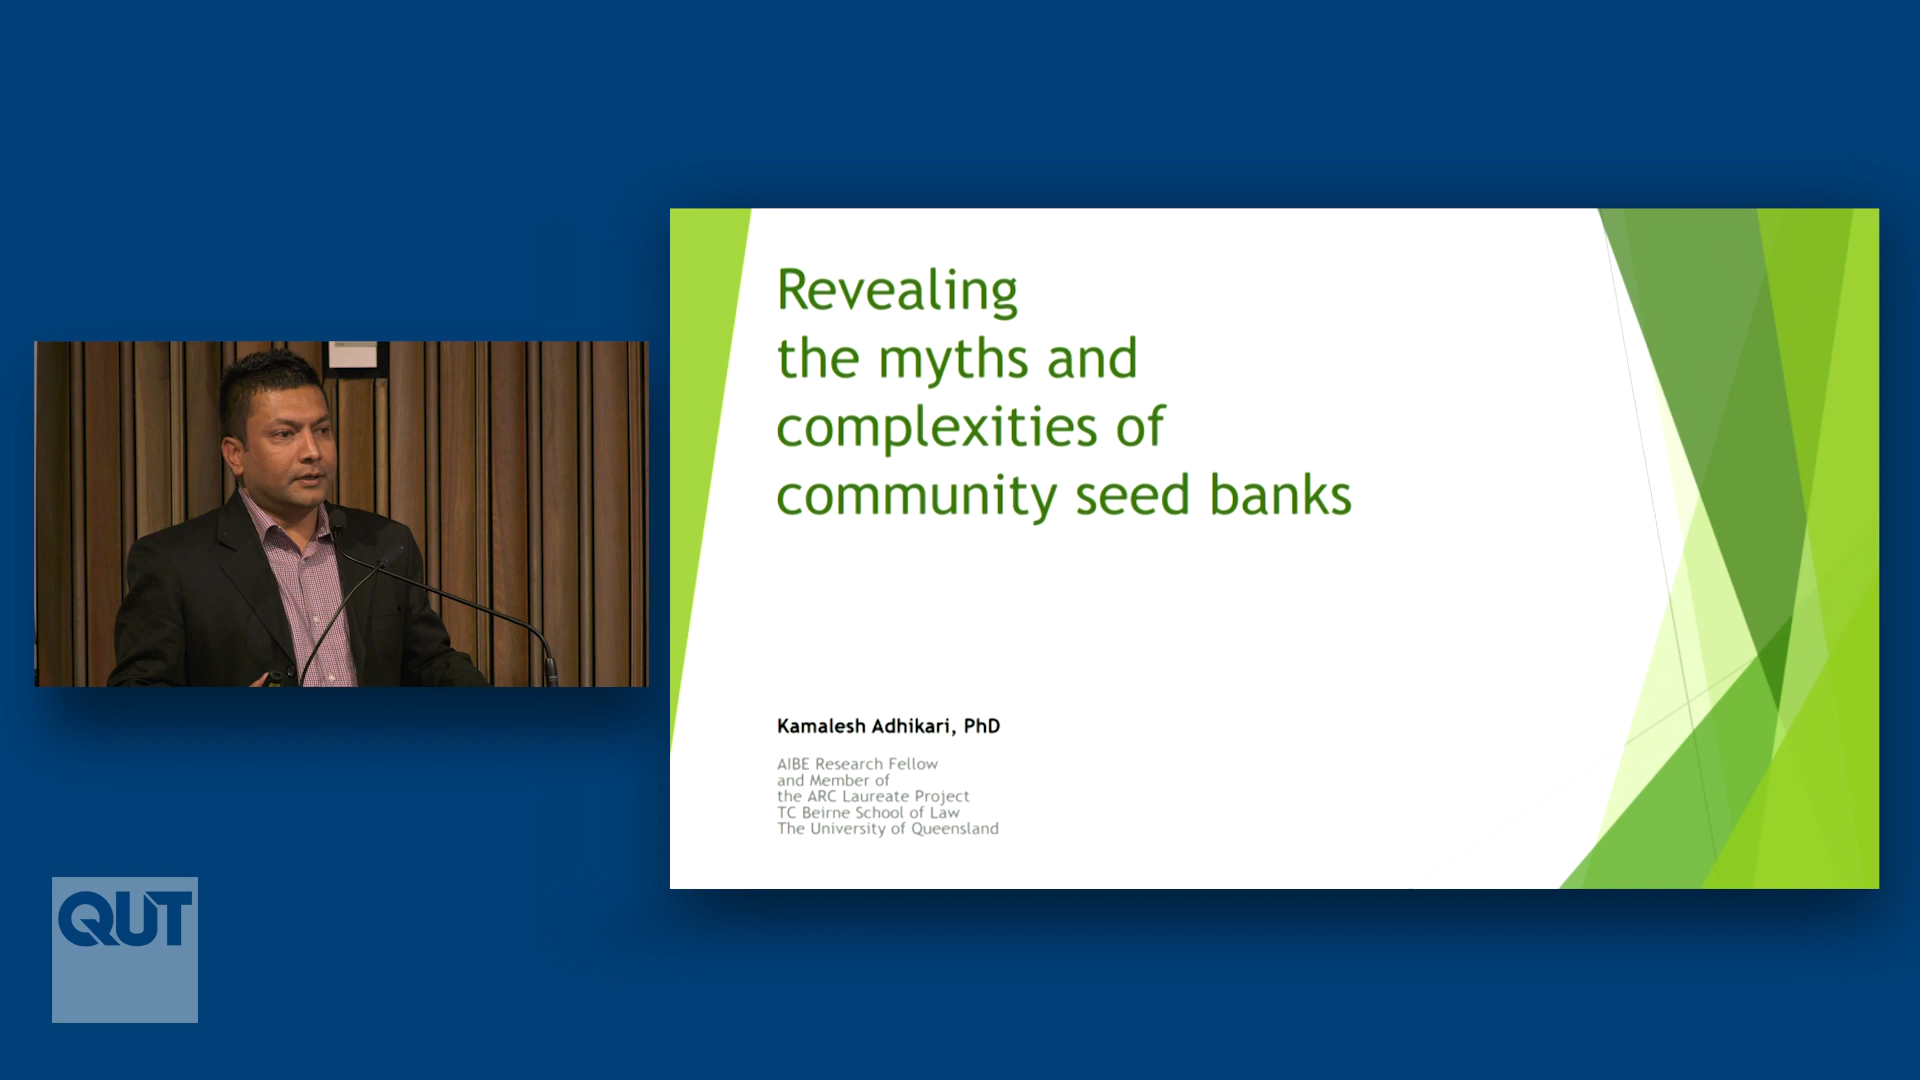 Revealing
the myths and
complexities of
community seed banks
Kamalesh Adhikari, PhD
AIBE Research Fellow
and Member of
the ARC Laureate Project
TC Beirne School of Law
The University of Queensland
QUT